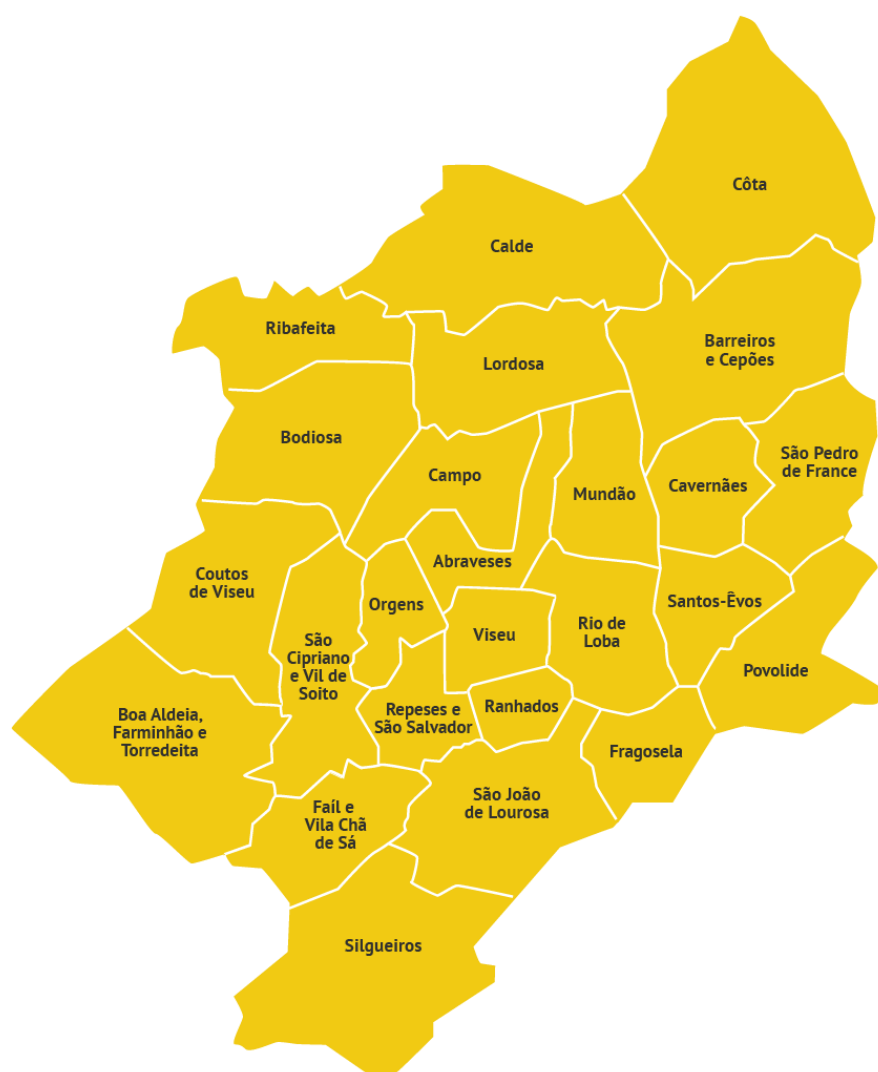 Côta
Calde
Ribafeita
Barreiros
e Cepões
Lordosa
Bodiosa
São Pedro
de France
Campo
Cavernães
Mundão
Abraveses
Coutos
de Viseu
Orgens
Santos-Êvos
Rio de
Loba
Viseu
São
Cipriano
e Vil de
Soito
Povolide
Boa Aldeia,
Farminhão e
Torredeita
Repeses e
São Salvador
Ranhados
Fragosela
São João
de Lourosa
Faíl e
Vila Chã
de Sá
Silgueiros